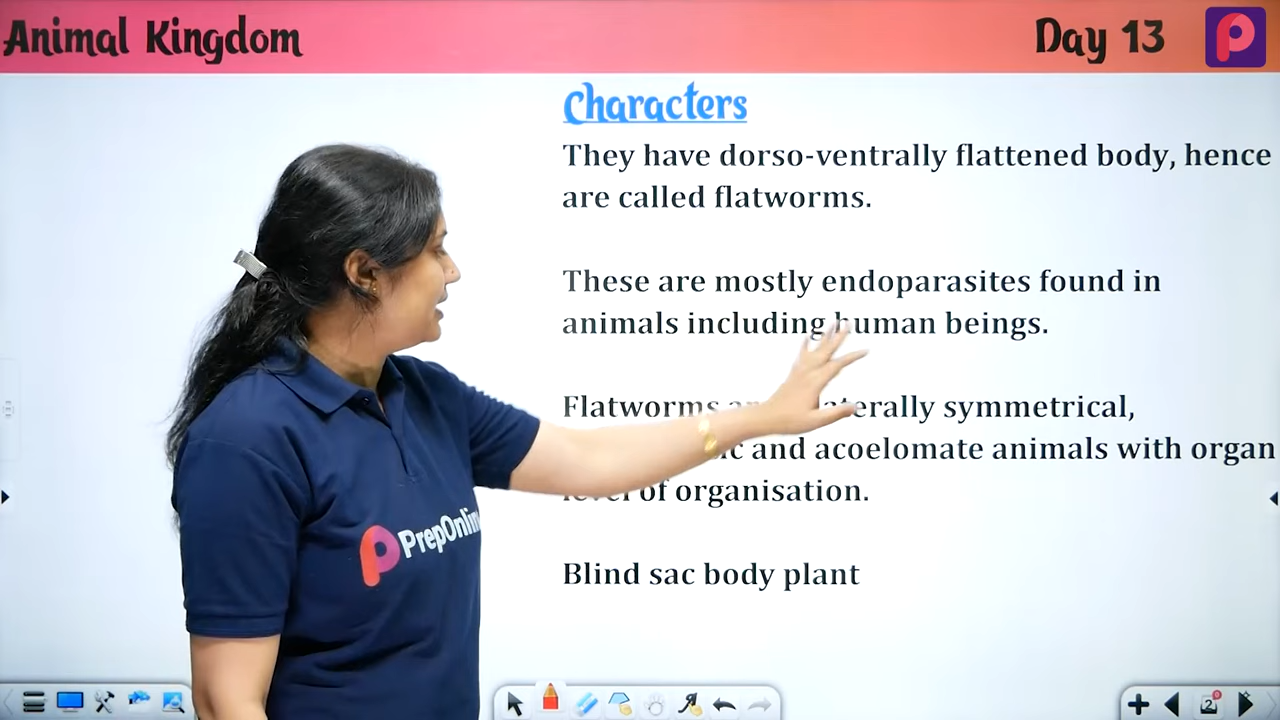 Animal Kingdom
Day 13
Characters
They have dorso-ventrally flattened body, hence
are called flatworms.
These are mostly endoparasites found in
animals including human beings.
Flatworms symmetrical,
and acoelomate animals with organ
of organisation.
Blind sac body plant
PrepOnlin
2